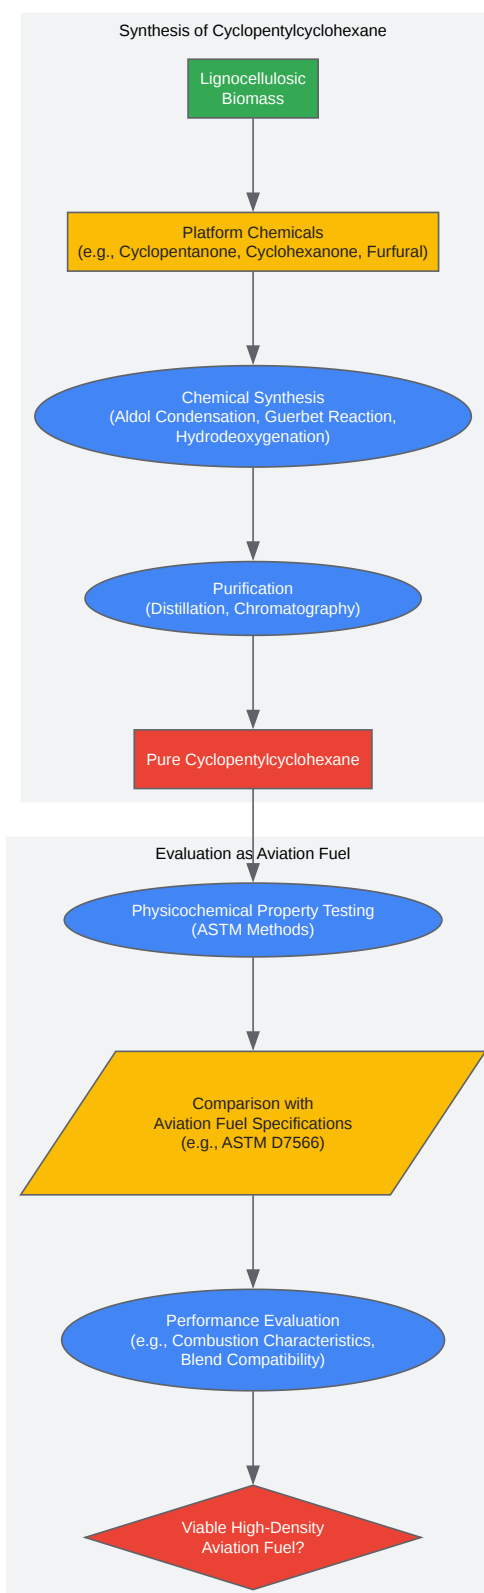 Synthesis of Cyclopentylcyclohexane
Lignocellulosic
Biomass
Platform Chemicals
(e.g., Cyclopentanone, Cyclohexanone, Furfural)
Chemical Synthesis
(Aldol Condensation, Guerbet Reaction,
Hydrodeoxygenation)
Purification
(Distillation, Chromatography)
Pure Cyclopentylcyclohexane
Evaluation as Aviation Fuel
Physicochemical Property Testing
(ASTM Methods)
Comparison with
Aviation Fuel Specifications
(e.g., ASTM D7566)
Performance Evaluation
(e.g., Combustion Characteristics,
Blend Compatibility)
Viable High-Density
Aviation Fuel?